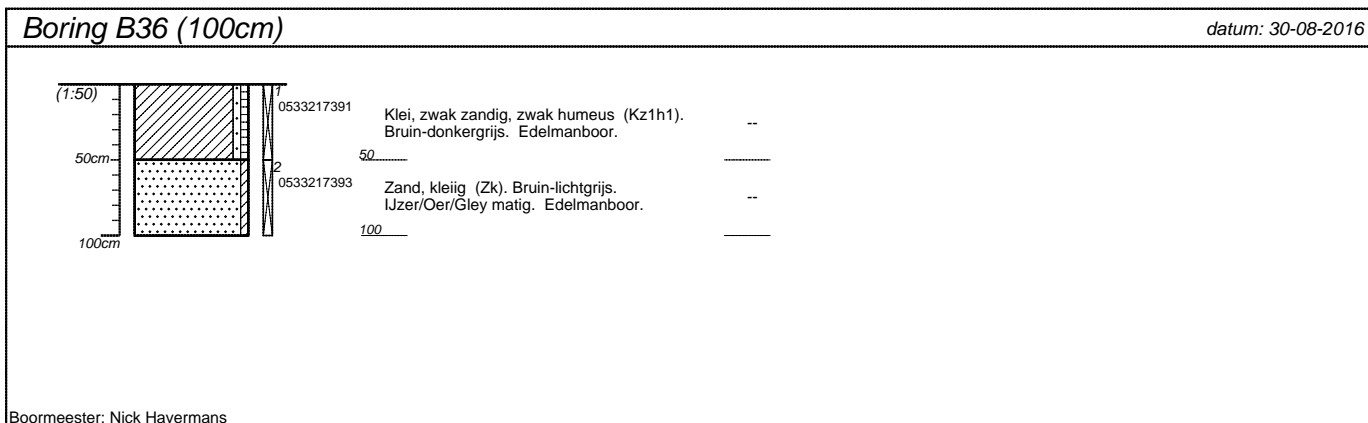 Boring B36 (100cm)
datum: 30-08-2016
(1:50)
1
0533217391
Klei, zwak zandig, zwak humeus (Kz1h1).
Bruin-donkergrijs. Edelmanboor.
--
50cm
50
2
0533217393
Zand, kleiig (Zk). Bruin-lichtgrijs.
IJzer/Oer/Gley matig. Edelmanboor.
--
100cm
100
Boormeester: Nick Havermans